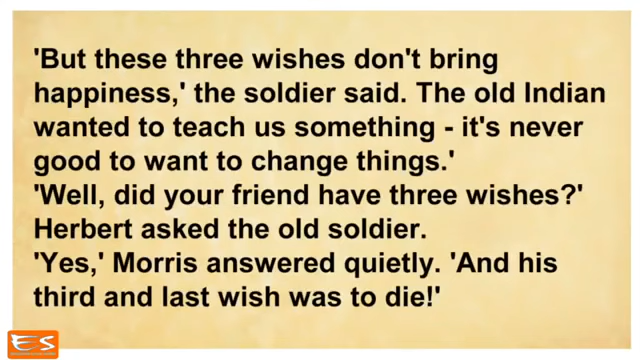 'But these three wishes don't bring
happiness,' the soldier said. The old Indian
wanted to teach us something - it's never
good to want to change things.'
'Well, did your friend have three wishes?'
Herbert asked the old soldier.
'Yes,' Morris answered quietly. 'And his
third and last wish was to die!'
ES